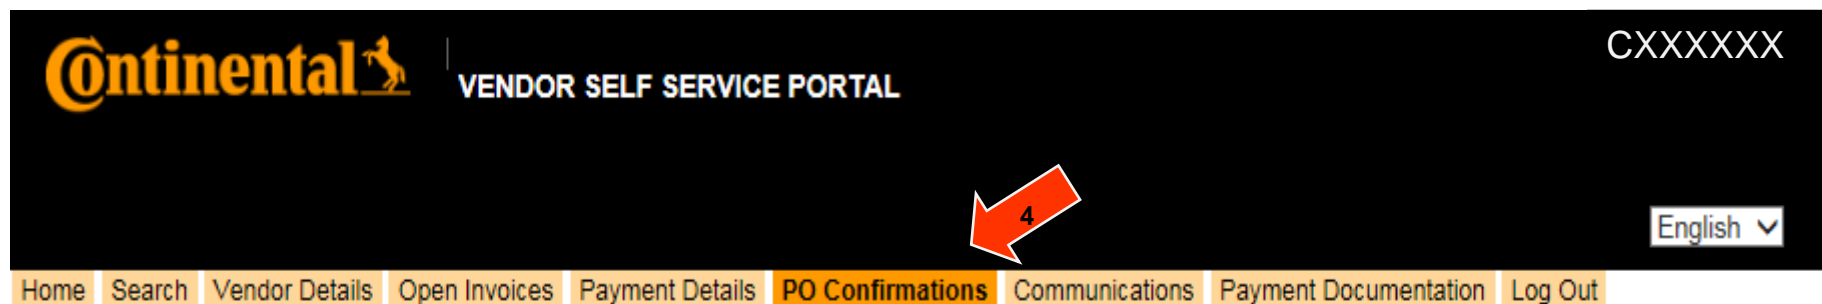 CXXXXXX
Continental
VENDOR SELF SERVICE PORTAL
4
English
Home Search Vendor Details Open Invoices Payment Details PO Confirmations Communications Payment Documentation Log Out